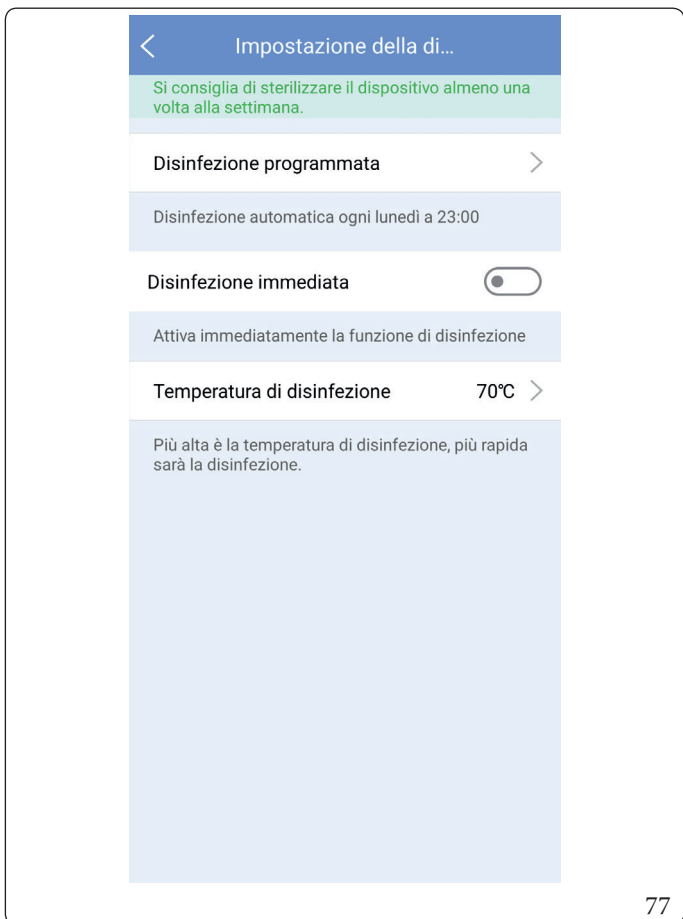 Impostazione della di...
Si consiglia di sterilizzare il dispositivo almeno una
volta alla settimana.
Disinfezione programmata
Disinfezione automatica ogni lunedì a 23:00
Disinfezione immediata
Attiva immediatamente la funzione di disinfezione
Temperatura di disinfezione 70℃
Più alta è la temperatura di disinfezione, più rapida
sarà la disinfezione.
77